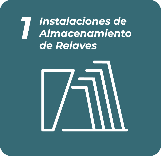 1 Instalaciones de
Almacenamiento
de Relaves